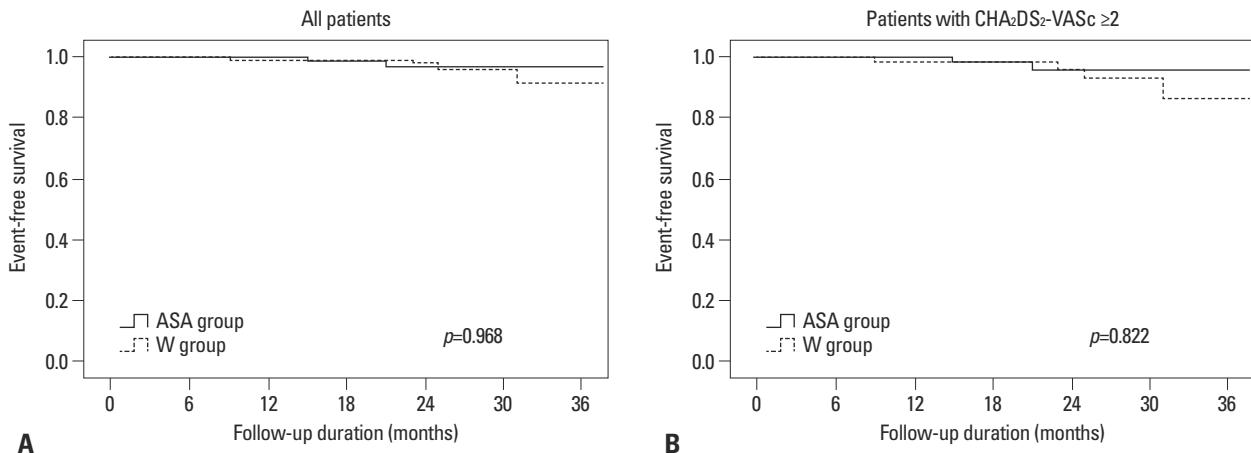 All patients
1.0
0.8
0.6
0.4
0.2
0.0
Event-free survival
ASA group
W group
p=0.968
0 6 12 18 24 30 36
Follow-up duration (months)
A
Patients with CHA₂DS₂-VASc ≥2
1.0
0.8
0.6
0.4
0.2
0.0
Event-free survival
ASA group
W group
p=0.822
0 6 12 18 24 30 36
Follow-up duration (months)
B